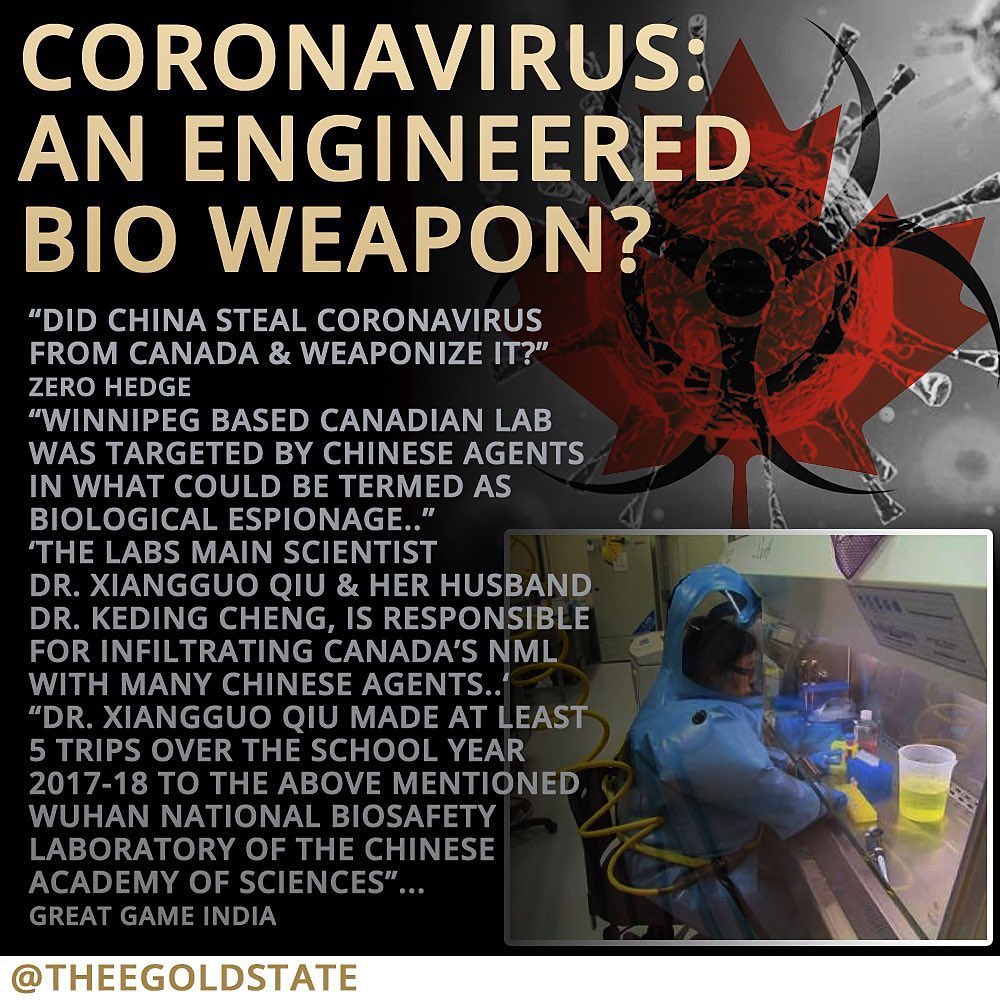 CORONAVIRUS:
AN ENGINEERED
BIO WEAPON?
“DID CHINA STEAL CORONAVIRUS
FROM CANADA & WEAPONIZE IT?”
ZERO HEDGE
“WINNIPEG BASED CANADIAN LAB
WAS TARGETED BY CHINESE AGENTS
IN WHAT COULD BE TERMED AS
BIOLOGICAL ESPIONAGE..”
‘THE LABS MAIN SCIENTIST
DR. XIANGGUO QIU & HER HUSBAND
DR. KEDING CHENG, IS RESPONSIBLE
FOR INFILTRATING CANADA’S NML
WITH MANY CHINESE AGENTS..‘
“DR. XIANGGUO QIU MADE AT LEAST
5 TRIPS OVER THE SCHOOL YEAR
2017-18 TO THE ABOVE MENTIONED
WUHAN NATIONAL BIOSAFETY
LABORATORY OF THE CHINESE
ACADEMY OF SCIENCES”...
GREAT GAME INDIA
@THEEGOLDSTATE